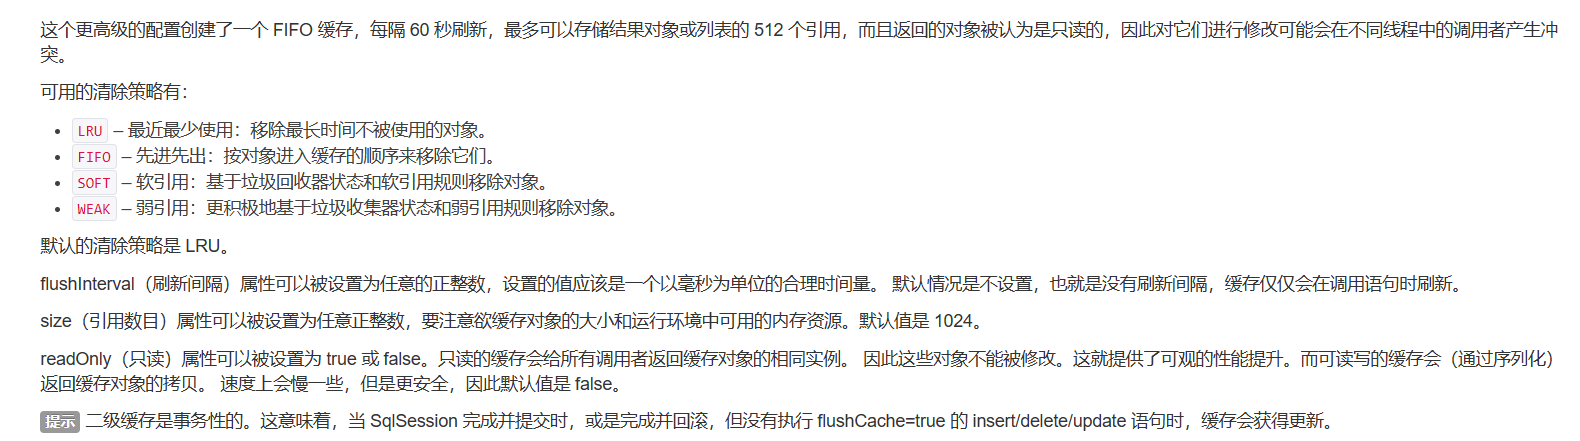 这个更高级的配置创建了一个 FIFO 缓存，每隔 60 秒刷新，最多可以存储结果对象或列表的 512 个引用，而且返回的对象被认为是只读的，因此对它们进行修改可能会在不同线程中的调用者产生冲
突。
可用的清除策略有：
• LRU – 最近最少使用：移除最长时间不被使用的对象。
• FIFO – 先进先出：按对象进入缓存的顺序来移除它们。
• SOFT – 软引用：基于垃圾回收器状态和软引用规则移除对象。
• WEAK – 弱引用：更积极地基于垃圾收集器状态和弱引用规则移除对象。
默认的清除策略是 LRU。
flushInterval（刷新间隔）属性可以被设置为任意的正整数，设置的值应该是一个以毫秒为单位的合理时间量。 默认情况是不设置，也就是没有刷新间隔，缓存仅仅会在调用语句时刷新。
size（引用数目）属性可以被设置为任意正整数，要注意欲缓存对象的大小和运行环境中可用的内存资源。默认值是 1024。
readOnly（只读）属性可以被设置为 true 或 false。只读的缓存会给所有调用者返回缓存对象的相同实例。 因此这些对象不能被修改。这就提供了可观的性能提升。而可读写的缓存会（通过序列化）
返回缓存对象的拷贝。 速度上会慢一些，但是更安全，因此默认值是 false。
提示 二级缓存是事务性的。这意味着，当 SqlSession 完成并提交时，或是完成并回滚，但没有执行 flushCache=true 的 insert/delete/update 语句时，缓存会获得更新。